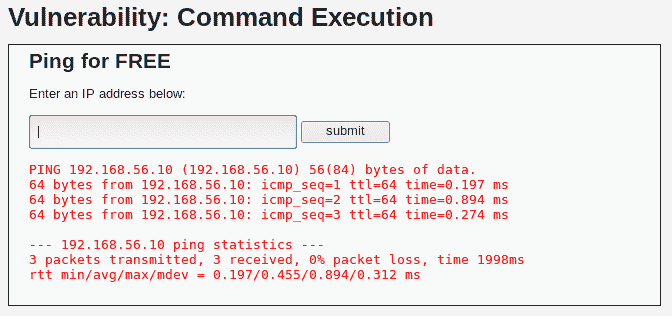 Vulnerability: Command Execution
Ping for FREE
Enter an IP address below:
submit
PING 192.168.56.10 (192.168.56.10) 56(84) bytes of data.
64 bytes from 192.168.56.10: icmp_seq=1 ttl=64 time=0.197 ms
64 bytes from 192.168.56.10: icmp_seq=2 ttl=64 time=0.894 ms
64 bytes from 192.168.56.10: icmp_seq=3 ttl=64 time=0.274 ms
--- 192.168.56.10 ping statistics ---
3 packets transmitted, 3 received, 0% packet loss, time 1998ms
rtt min/avg/max/mdev = 0.197/0.455/0.894/0.312 ms